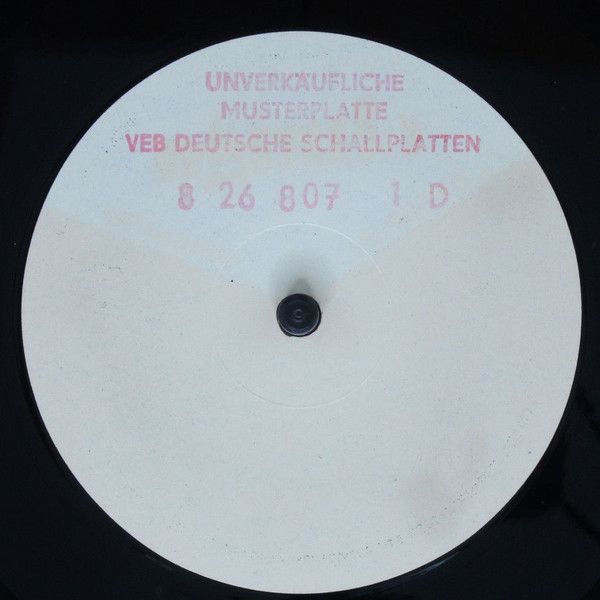 UNVERKÄUFLICHE
MUSTERPLATTE
VEB DEUTSCHE SCHALLPLATTEN
8 26 807 1 D